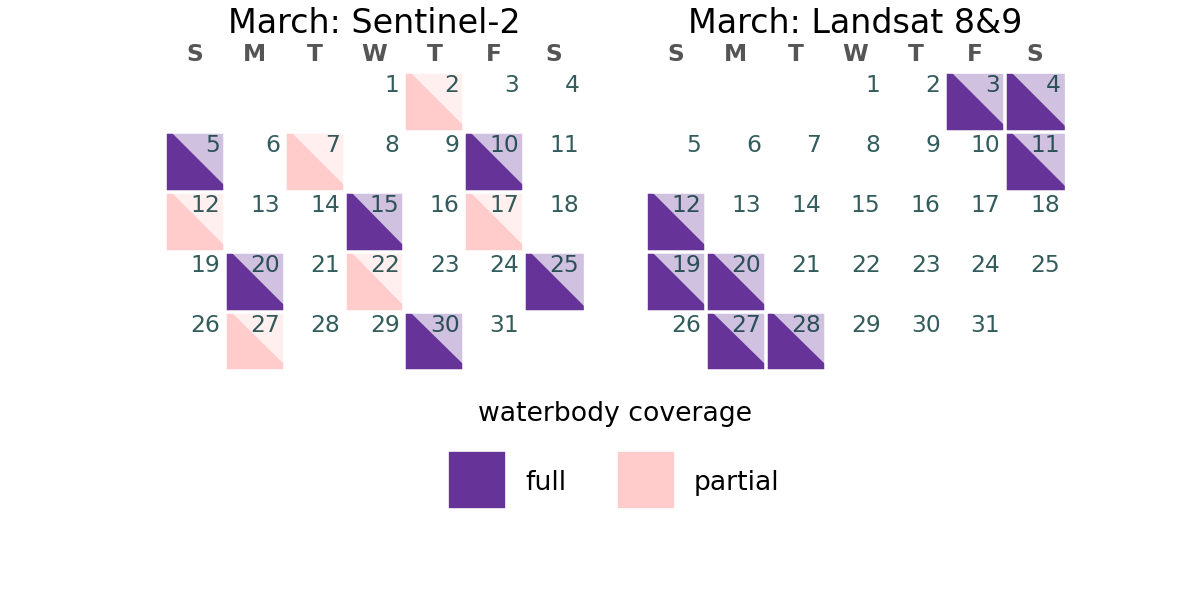 March: Sentinel-2
S M T W T F S
1 2 3 4
5 6 7 8 9 10 11
12 13 14 15 16 17 18
19 20 21 22 23 24 25
26 27 28 29 30 31
March: Landsat 8&9
S M T W T F S
1 2 3 4
5 6 7 8 9 10 11
12 13 14 15 16 17 18
19 20 21 22 23 24 25
26 27 28 29 30 31
waterbody coverage
full
partial